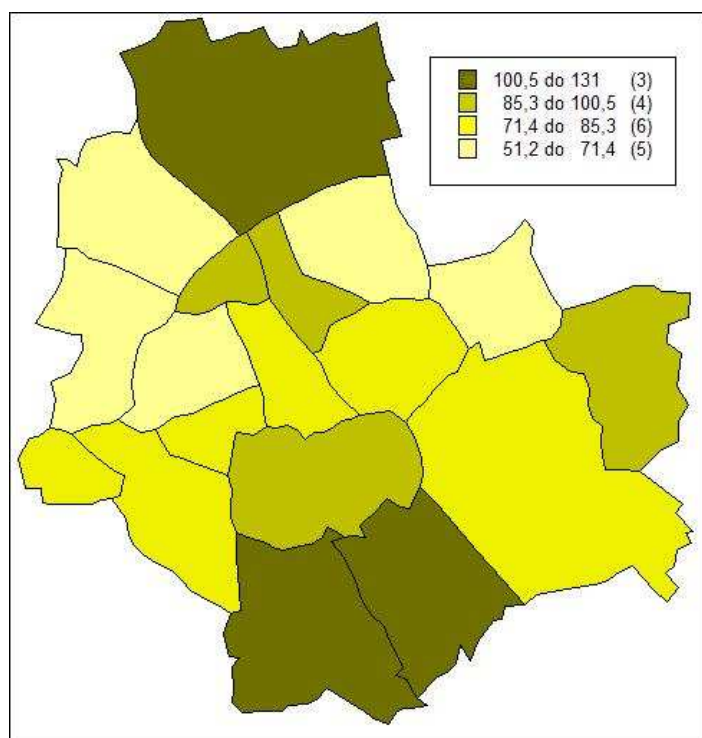 100,5 do 131 (3)
85,3 do 100,5 (4)
71,4 do 85,3 (6)
51,2 do 71,4 (5)